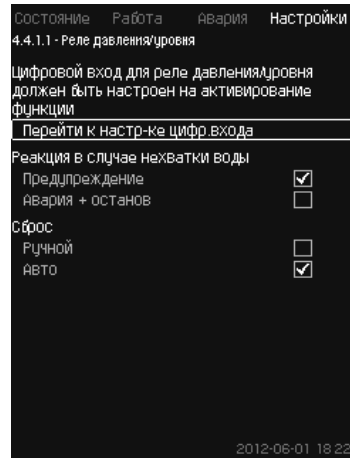 Состояние Работа Авария Настройки
4.4.1.1 - Реле давления/уровня
Цифровой вход для реле давления/уровня
должен быть настроен на активирование
функции
Перейти к настр-ке цифр.входа
Реакция в случае нехватки воды
Предупреждение
Авария + останов
Сброс
Ручной
Авто
2012-06-01 18:22